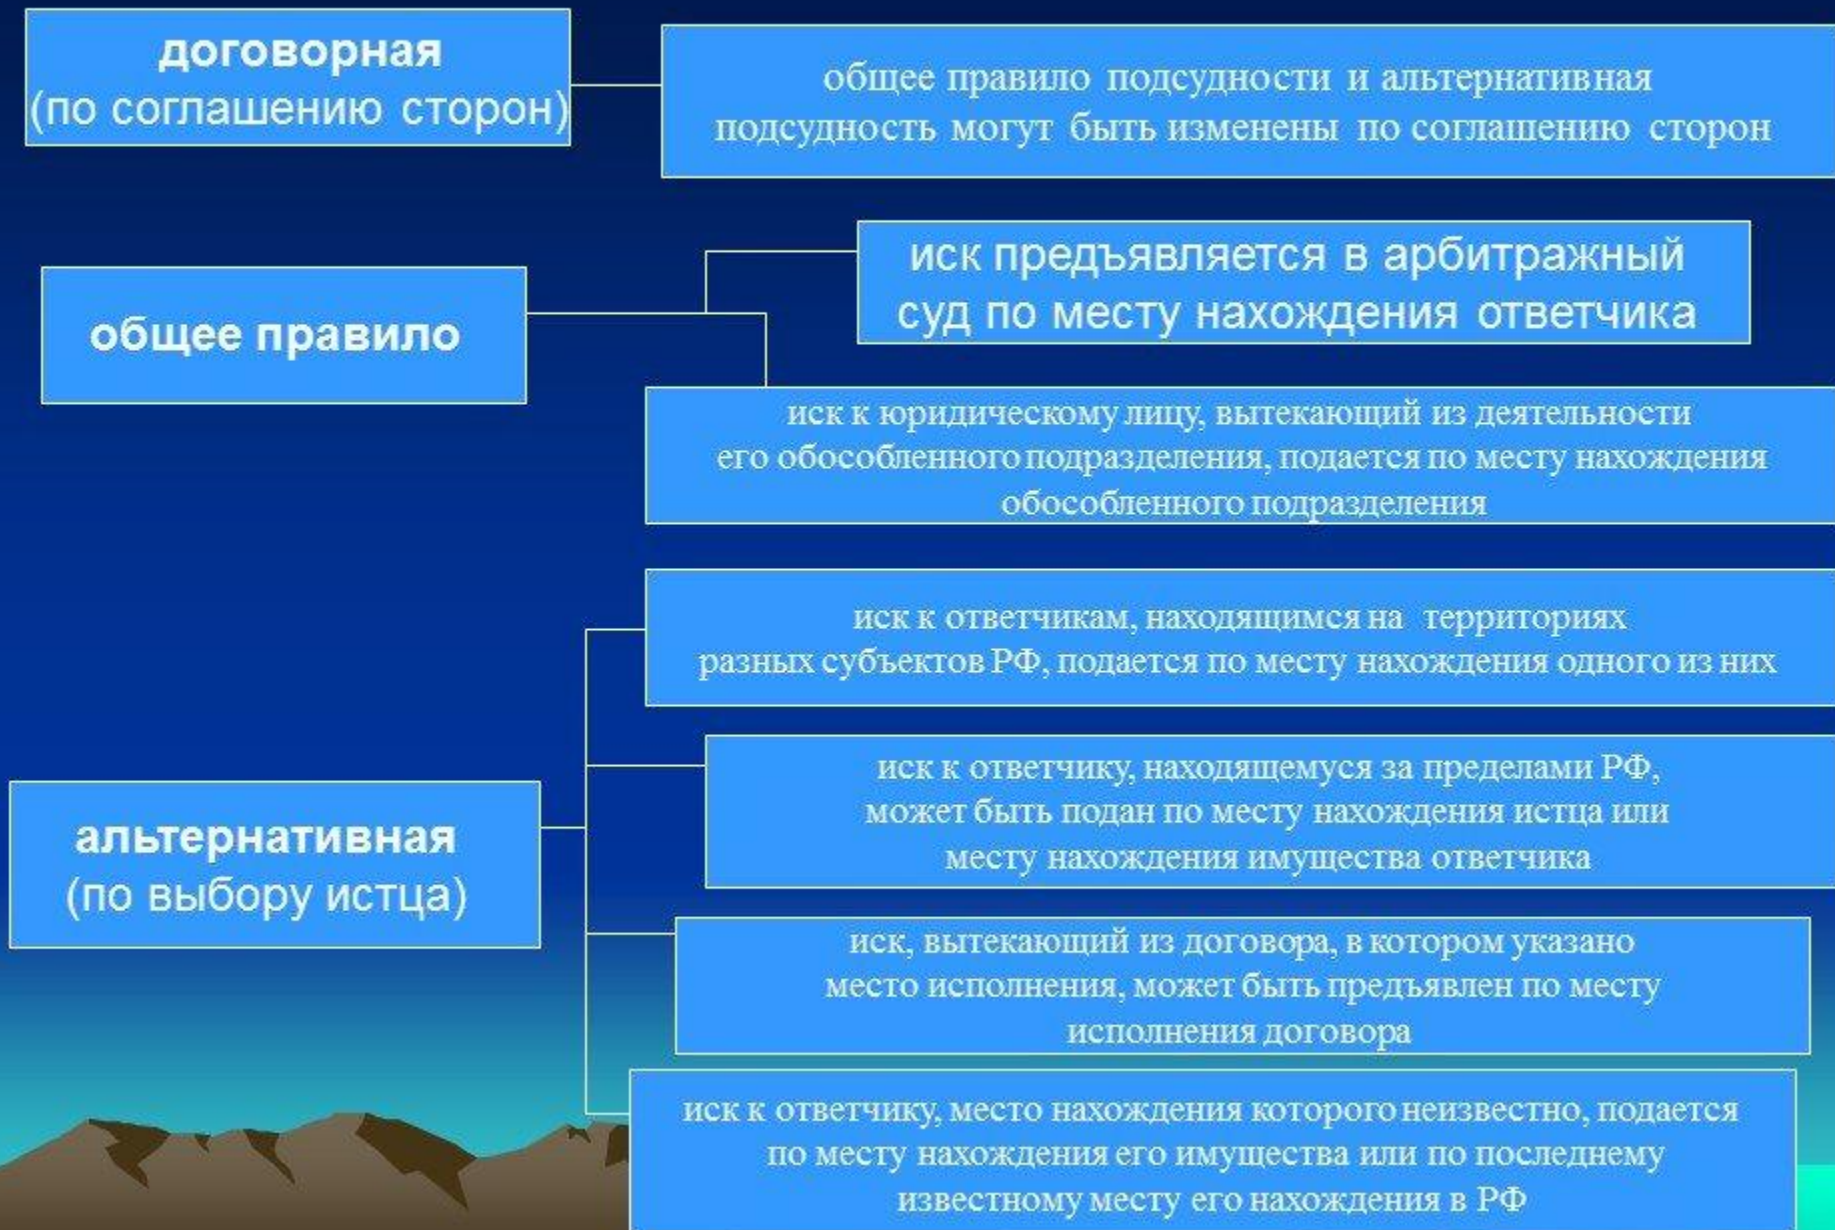 договорная
(по соглашению сторон)
общее правило подсудности и альтернативная
подсудность могут быть изменены по соглашению сторон
общее правило
иск предъявляется в арбитражный
суд по месту нахождения ответчика
иск к юридическому лицу, вытекающий из деятельности
его обособленного подразделения, подается по месту нахождения
обособленного подразделения
альтернативная
(по выбору истца)
иск к ответчикам, находящимся на территориях
разных субъектов РФ, подается по месту нахождения одного из них
иск к ответчику, находящемуся за пределами РФ,
может быть подан по месту нахождения истца или
месту нахождения имущества ответчика
иск, вытекающий из договора, в котором указано
место исполнения, может быть предъявлен по месту
исполнения договора
иск к ответчику, место нахождения которого неизвестно, подается
по месту нахождения его имущества или по последнему
известному месту его нахождения в РФ